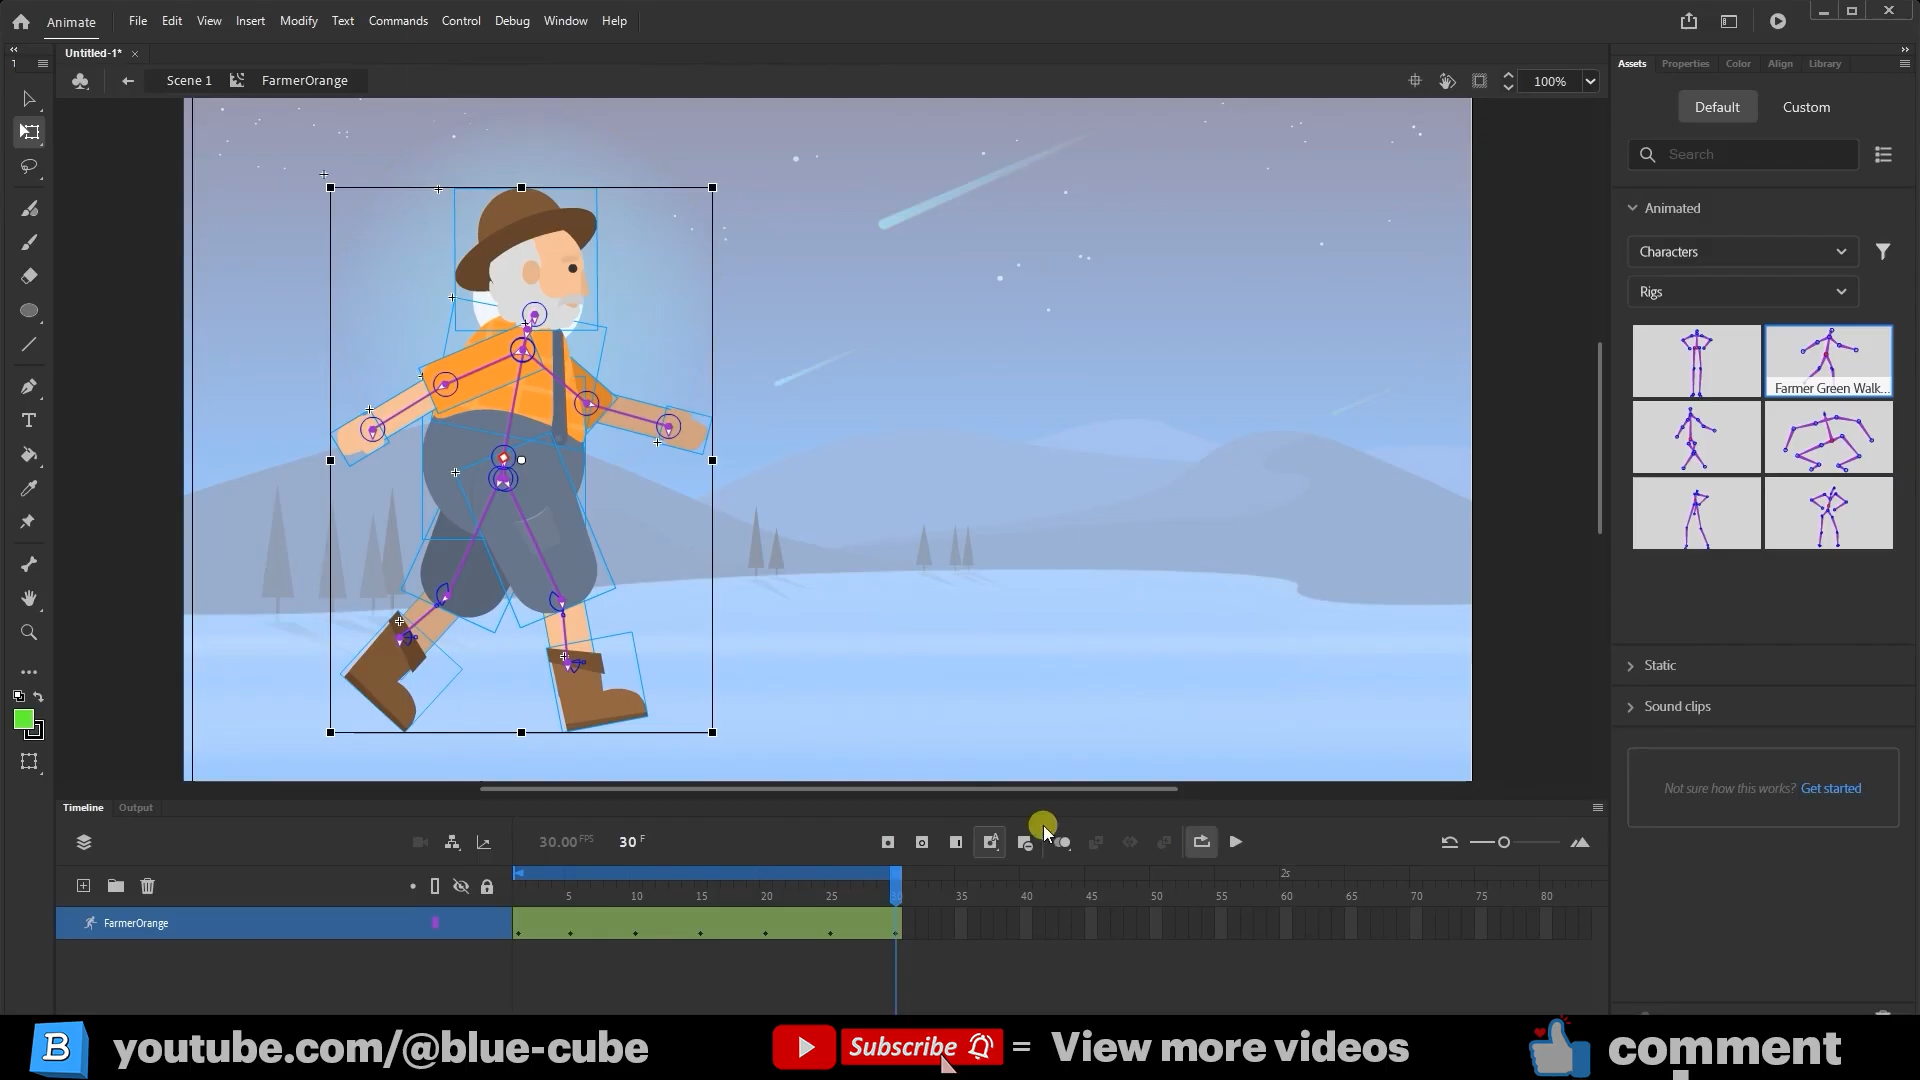 Animate
File Edit View Insert Modify Text Commands Control Debug Window Help
Untitled-1*
Scene 1 FarmerOrange
100%
Assets Properties Color Align Library
Default Custom
Search
Animated
Characters
Rigs
Farmer Green Walk...
Static
Sound clips
Not sure how this works? Get started
Timeline Output
30.00 FPS 30 F
2s
5 10 15 20 25 30 35 40 45 50 55 60 65 70 75 80
FarmerOrange
B youtube.com/@blue-cube Subscribe = View more videos comment